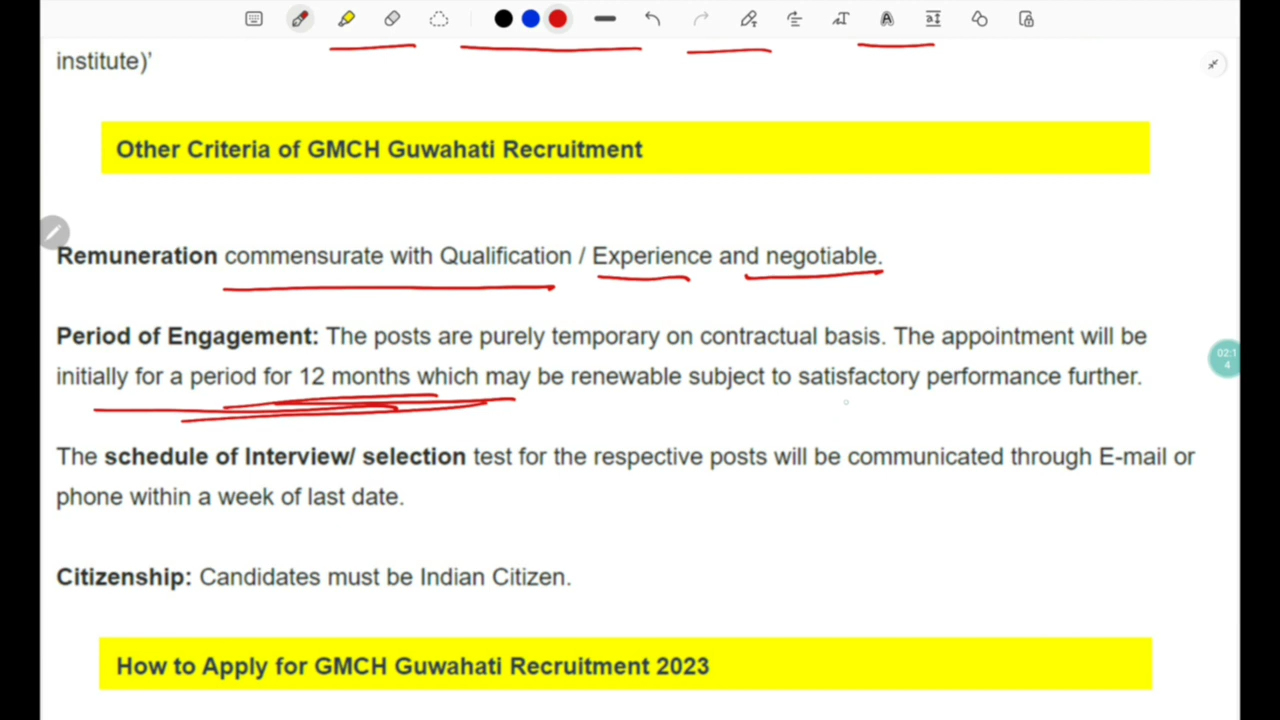 institute)’
Other Criteria of GMCH Guwahati Recruitment
Remuneration commensurate with Qualification / Experience and negotiable.
Period of Engagement: The posts are purely temporary on contractual basis. The appointment will be
initially for a period for 12 months which may be renewable subject to satisfactory performance further.
02:1
4
The schedule of Interview/ selection test for the respective posts will be communicated through E-mail or
phone within a week of last date.
Citizenship: Candidates must be Indian Citizen.
How to Apply for GMCH Guwahati Recruitment 2023